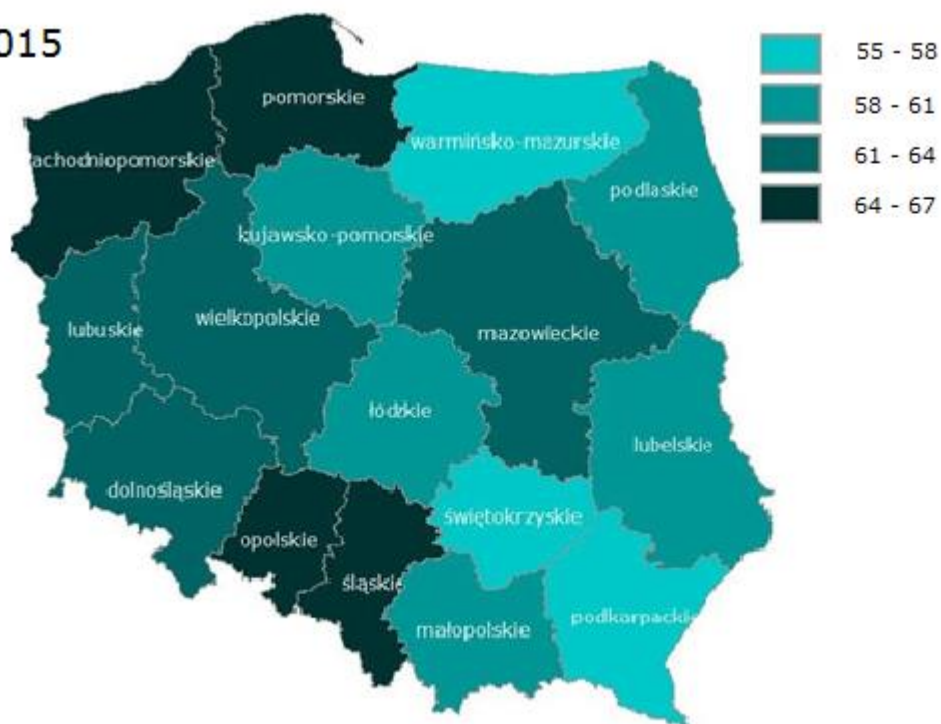 015
55 - 58
58 - 61
61 - 64
64 - 67
pomorskie
achodniopomorskie
warmińsko-mazurskie
podlaskie
kujawsko-pomorskie
wielkopolskie
lubuskie
mazowieckie
łódzkie
lubelskie
dolnośląskie
świętokrzyskie
opolskie
śląskie
podkarpackie
małopolskie